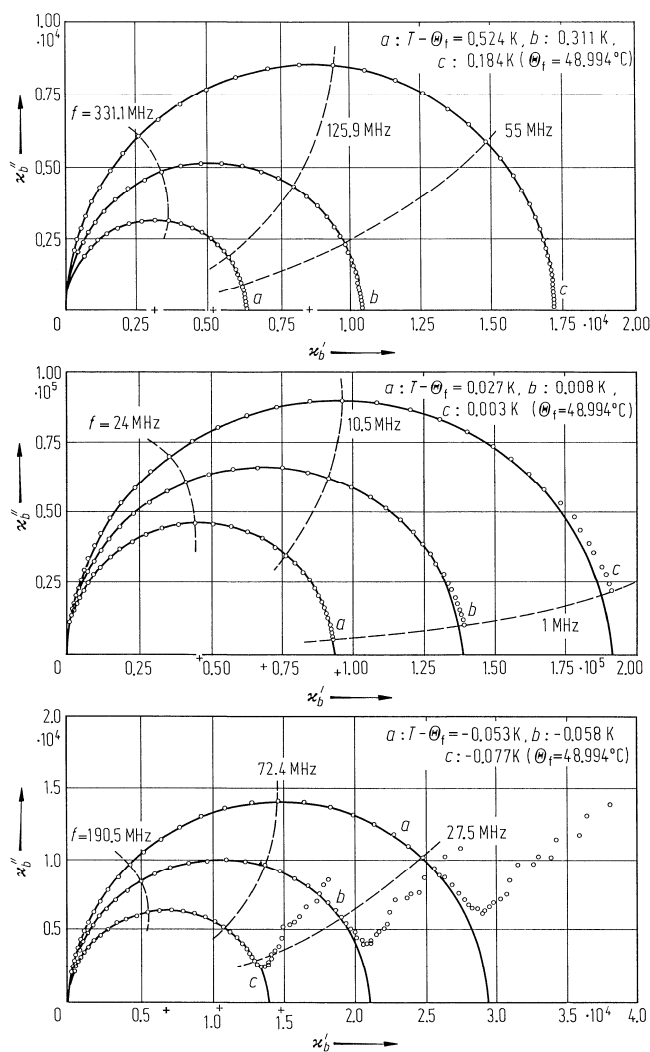 1.00
·10⁴
a: T−Θf = 0.524 K, b: 0.311 K,
c: 0.184 K (Θf = 48.994°C)
0.75
f = 331.1 MHz
125.9 MHz
55 MHz
ϰb″
0.50
0.25
a
b
c
0
0.25
0.50
0.75
1.00
1.25
1.50
1.75 ·10⁴
2.00
ϰb′
1.00
·10⁵
a: T−Θf = 0.027 K, b: 0.008 K,
c: 0.003 K (Θf=48.994°C)
f = 24 MHz
10.5 MHz
0.75
ϰb″
0.50
0.25
a
b
c
1 MHz
0
0.25
0.50
0.75
1.00
1.25
1.50
1.75 ·10⁵
2.00
ϰb′
2.0
·10⁴
a: T−Θf = −0.053 K, b: −0.058 K
c: −0.077K (Θf=48.994°C)
72.4 MHz
1.5
f=190.5 MHz
a
27.5 MHz
ϰb″
1.0
b
0.5
c
0
0.5
1.0
1.5
2.0
2.5
3.0
3.5 ·10⁴
4.0
ϰb′